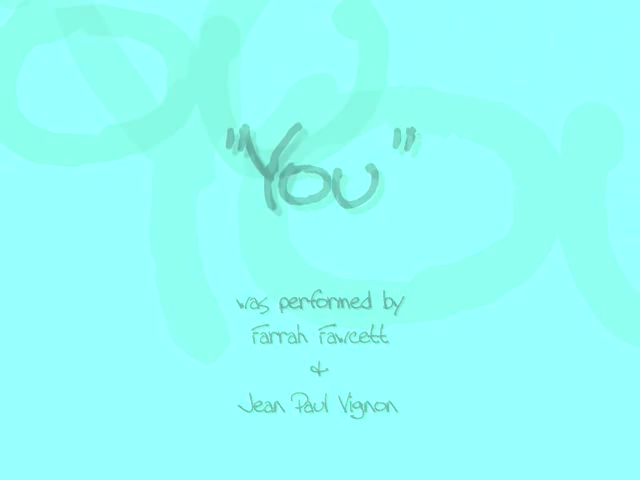 "You"
was performed by
Farrah Fawcett
&
Jean Paul Vignon